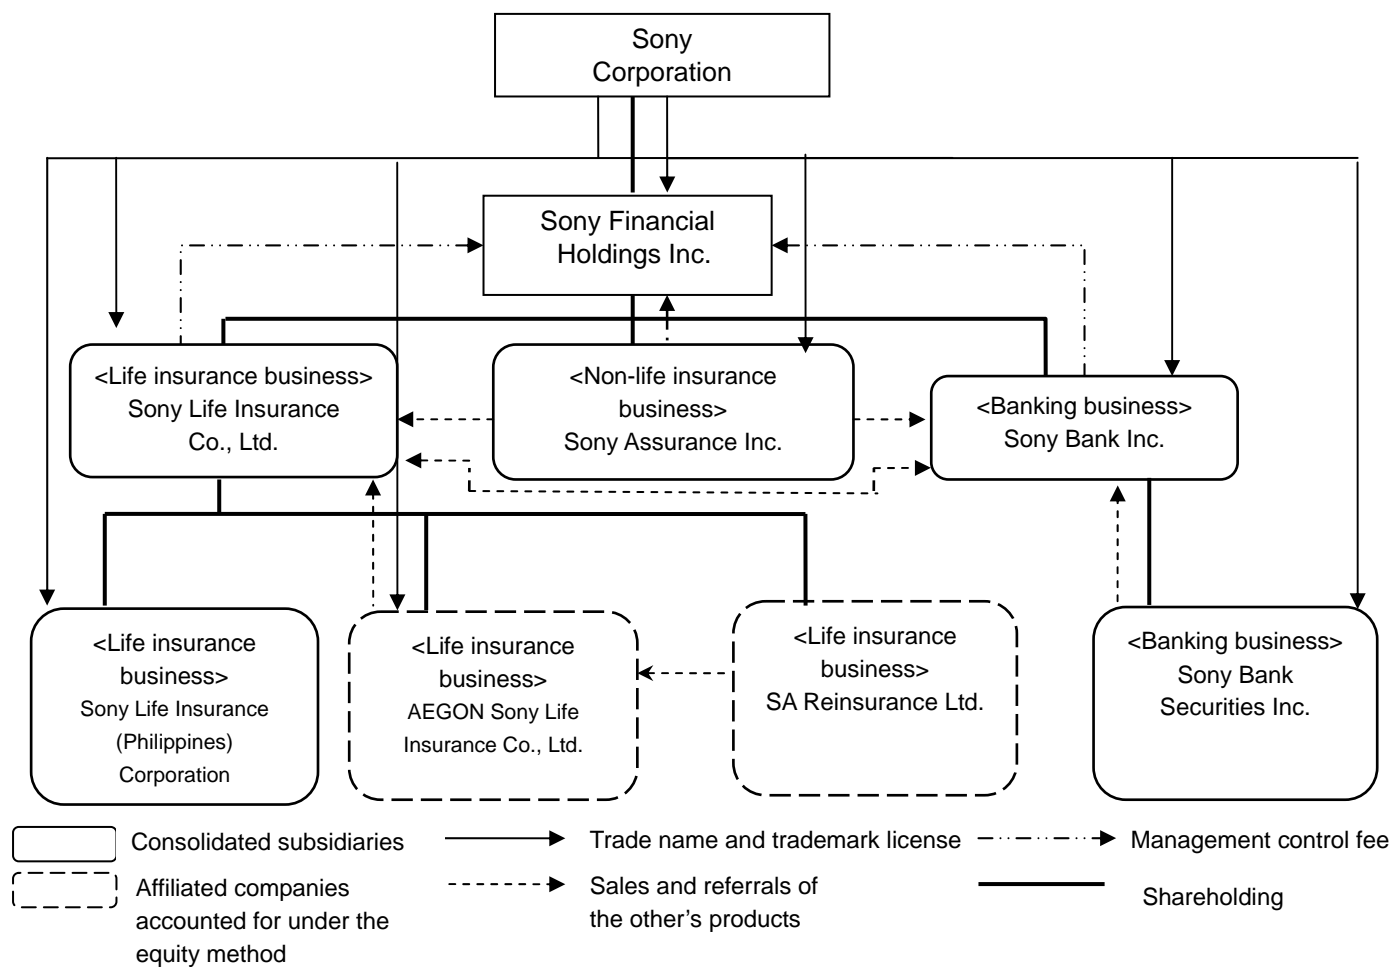 Sony
Corporation
Sony Financial
Holdings Inc.
<Life insurance business>
Sony Life Insurance
Co., Ltd.
<Non-life insurance
business>
Sony Assurance Inc.
<Banking business>
Sony Bank Inc.
<Life insurance
business>
Sony Life Insurance
(Philippines)
Corporation
<Life insurance
business>
AEGON Sony Life
Insurance Co., Ltd.
<Life insurance
business>
SA Reinsurance Ltd.
<Banking business>
Sony Bank
Securities Inc.
Consolidated subsidiaries
Trade name and trademark license
Management control fee
Affiliated companies
accounted for under the
equity method
Sales and referrals of
the other’s products
Shareholding